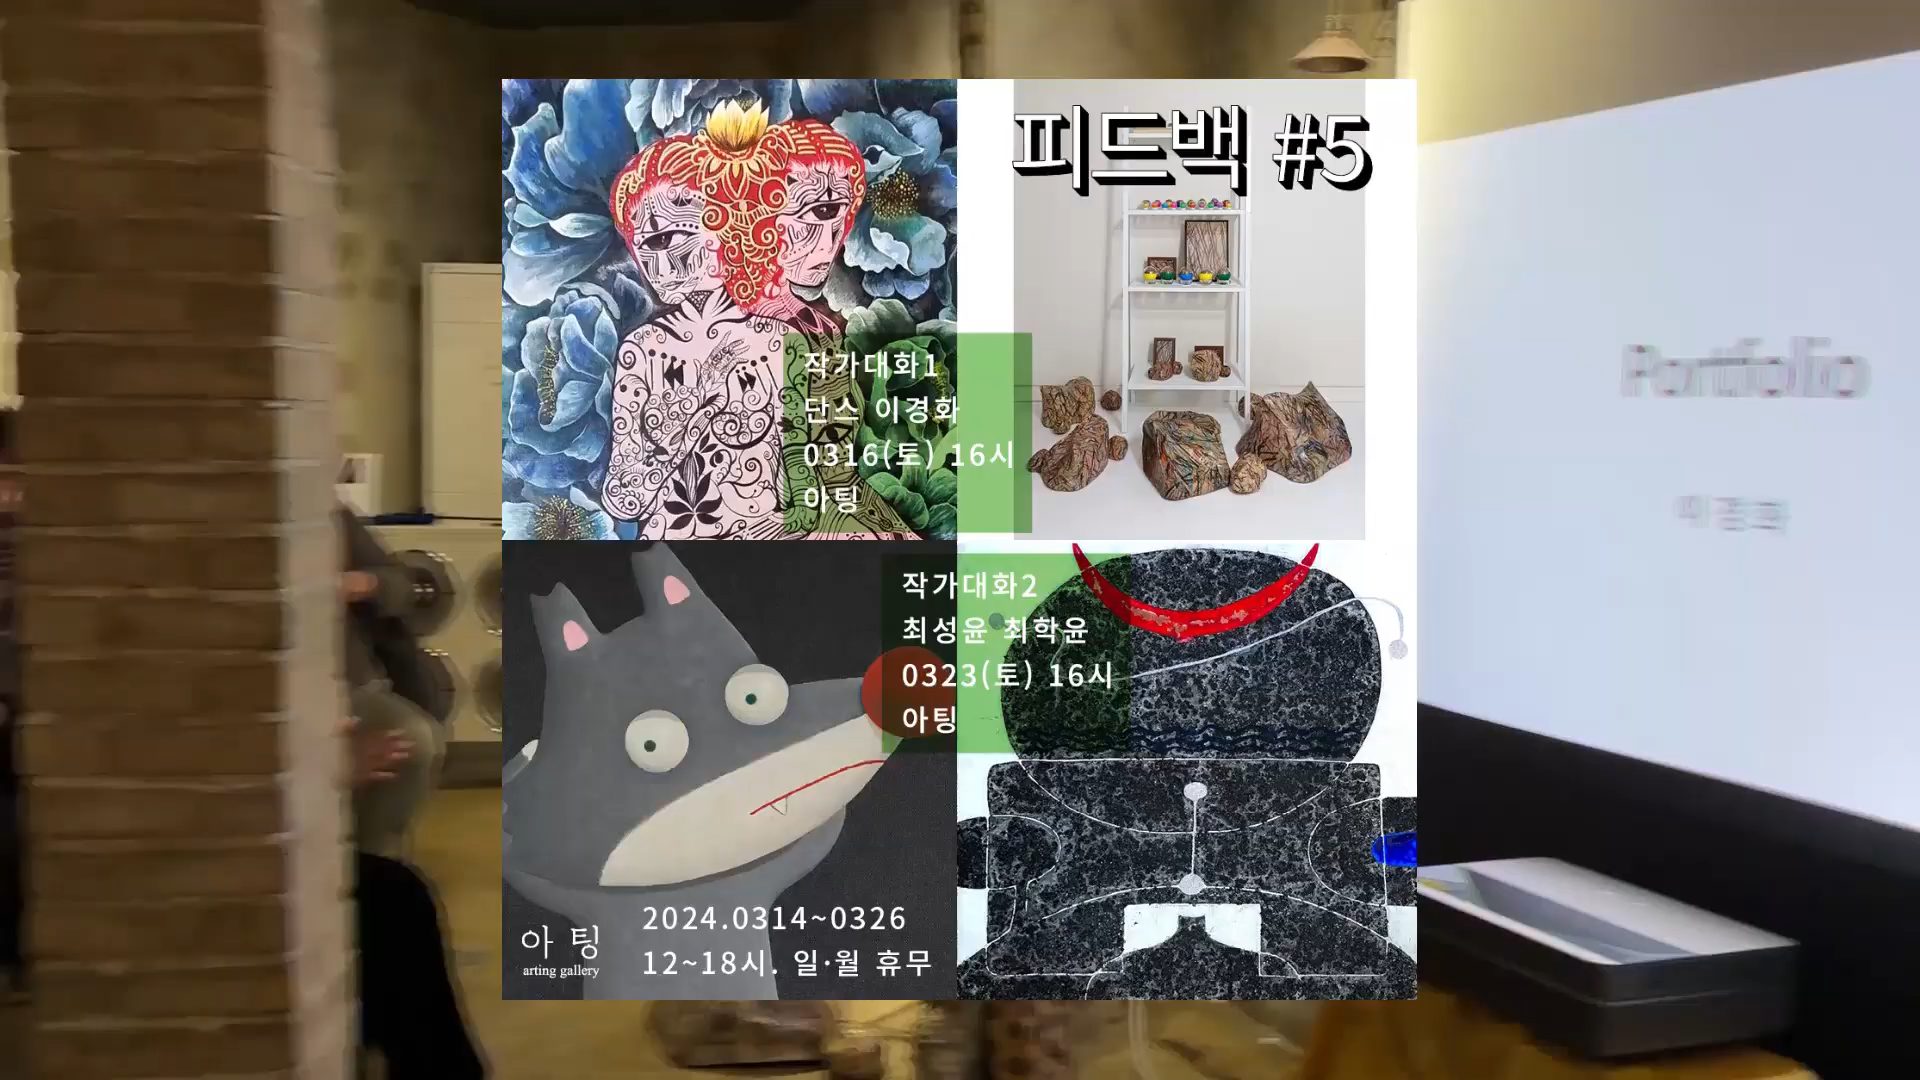 피드백 #5
작가대화1
단스 이경화
0316(토) 16시
아팅
작가대화2
최성윤 최학윤
0323(토) 16시
아팅
아팅
arting gallery
2024.0314~0326
12~18시. 일·월 휴무
Portfolio